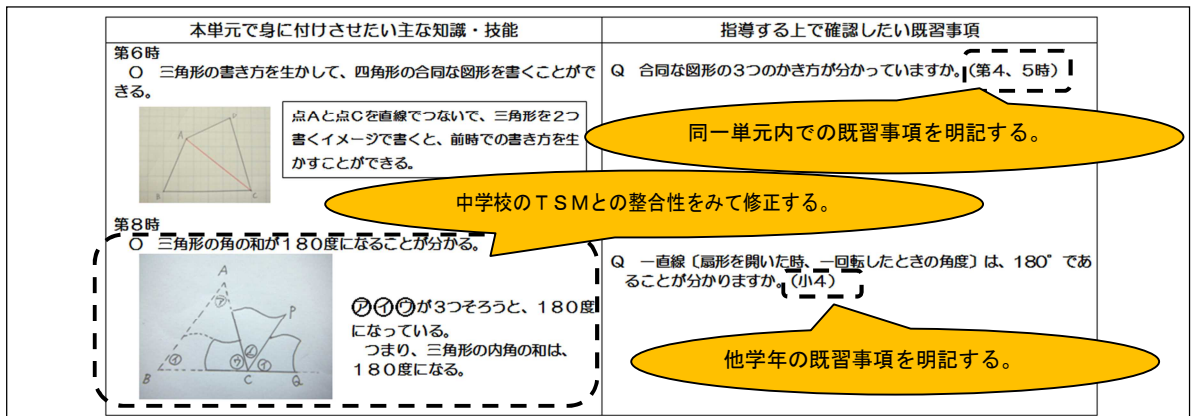 本単元で身に付けさせたい主な知識・技能
指導する上で確認したい既習事項
第6時
○ 三角形の書き方を生かして、四角形の合同な図形を書くことがで
きる。
A
D
B
C
点Aと点Cを直線でつないで、三角形を2つ
書くイメージで書くと、前時での書き方を生
かすことができる。
Q 合同な図形の3つのかき方が分かっていますか。(第4、5時)
同一単元内での既習事項を明記する。
中学校のTSMとの整合性をみて修正する。
第8時
○ 三角形の角の和が180度になることが分かる。
A
㋐
P
㋑
㋒
㋑
B
C
Q
㋐㋑㋒が3つそろうと、180度
になっている。
つまり、三角形の内角の和は、
180度になる。
Q 一直線〔扇形を開いた時、一回転したときの角度〕は、180°であ
ることが分かりますか。(小4)
他学年の既習事項を明記する。